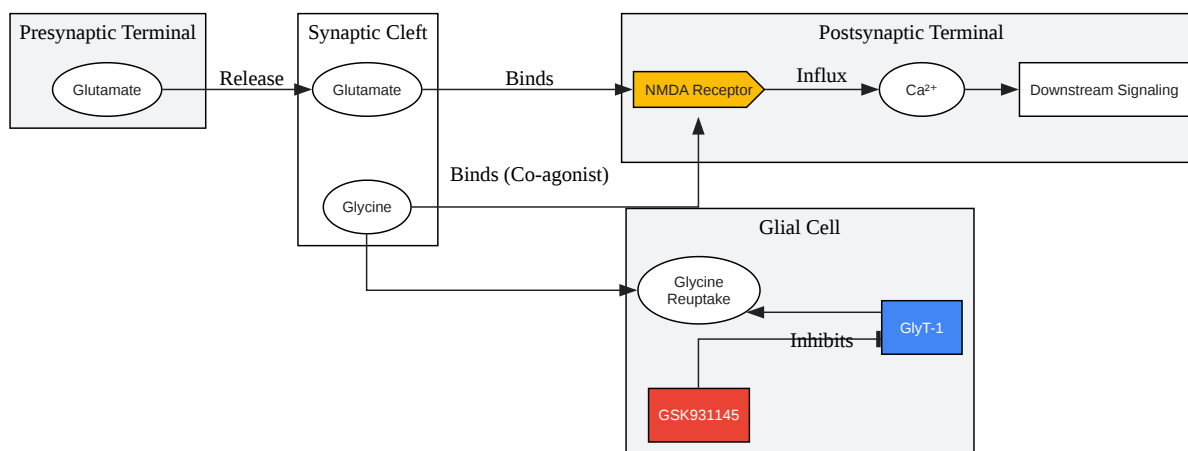 Presynaptic Terminal
Synaptic Cleft
Postsynaptic Terminal
Glutamate
Release
Glutamate
Binds
NMDA Receptor
Influx
Ca²⁺
Downstream Signaling
Binds (Co-agonist)
Glycine
Glial Cell
Glycine
Reuptake
GlyT-1
Inhibits
GSK931145